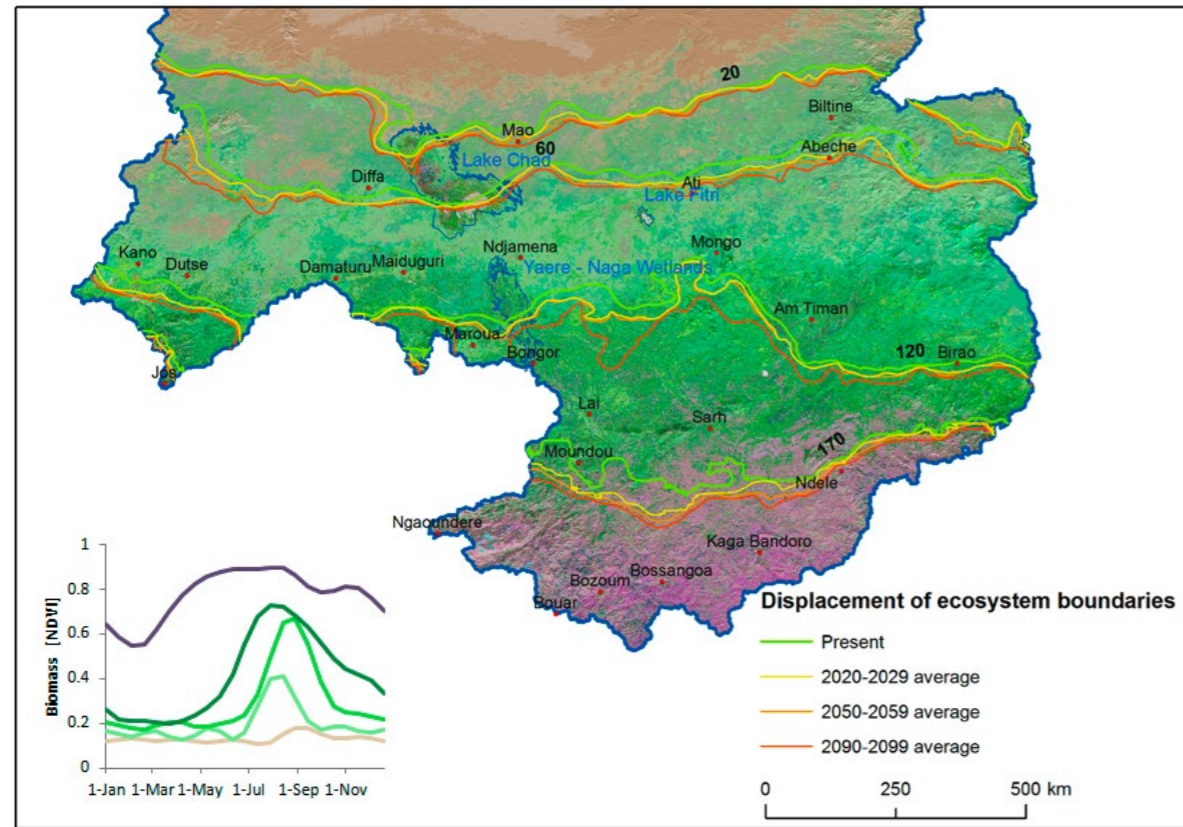 20
Biltine
Mao
60
Abeche
Lake Chad
Diffa
Ati
Lake Fitri
Kano
Dutse
Ndjamena
Mongo
Damaturu
Maiduguri
Yaere - Naga Wetlands
Am Timan
Maroua
Bongor
120
Birao
Jos
Lai
Sarh
170
Moundou
Ndele
Ngaoundere
Kaga Bandoro
Bossangoa
Bozoum
Bouar
Displacement of ecosystem boundaries
Present
2020-2029 average
2050-2059 average
2090-2099 average
0 250 500 km
Biomass [NDVI]
1
0.8
0.6
0.4
0.2
0
1-Jan 1-Mar 1-May 1-Jul 1-Sep 1-Nov